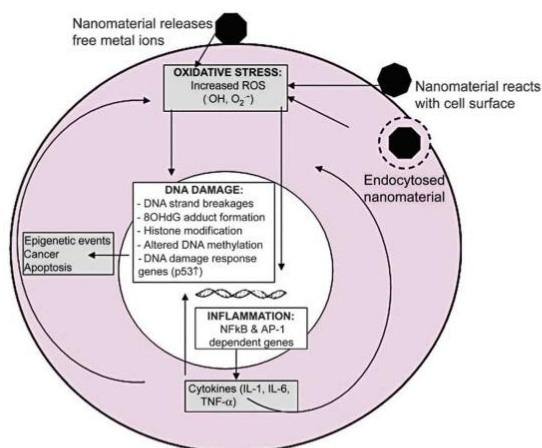 Nanomaterial releases
free metal ions
OXIDATIVE STRESS:
Increased ROS
(·OH, O₂·⁻)
Nanomaterial reacts
with cell surface
Endocytosed
nanomaterial
DNA DAMAGE:
- DNA strand breakages
- 8OHdG adduct formation
- Histone modification
- Altered DNA methylation
- DNA damage response
genes (p53↑)
Epigenetic events
Cancer
Apoptosis
INFLAMMATION:
NFkB & AP-1
dependent genes
Cytokines (IL-1, IL-6,
TNF-α)